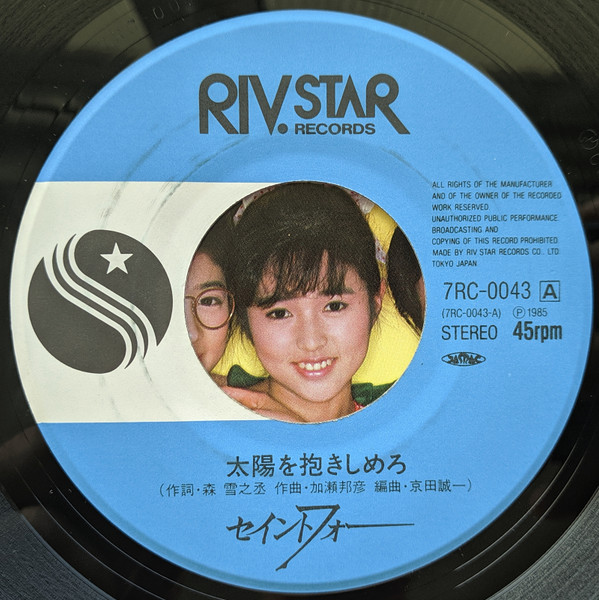 RIV. STAR
RECORDS
ALL RIGHTS OF THE MANUFACTURER
AND OF THE OWNER OF THE RECORDED
WORK RESERVED
UNAUTHORIZED PUBLIC PERFORMANCE.
BROADCASTING AND
COPYING OF THIS RECORD PROHIBITED.
MADE BY RIV STAR RECORDS CO., LTD.
TOKYO JAPAN
7RC-0043 A
(7RC-0043-A) Ⓟ1985
STEREO 45rpm
JASRAC
太陽を抱きしめろ
(作詞・森 雪之丞 作曲・加瀬邦彦 編曲・京田誠一)
セイントフォー